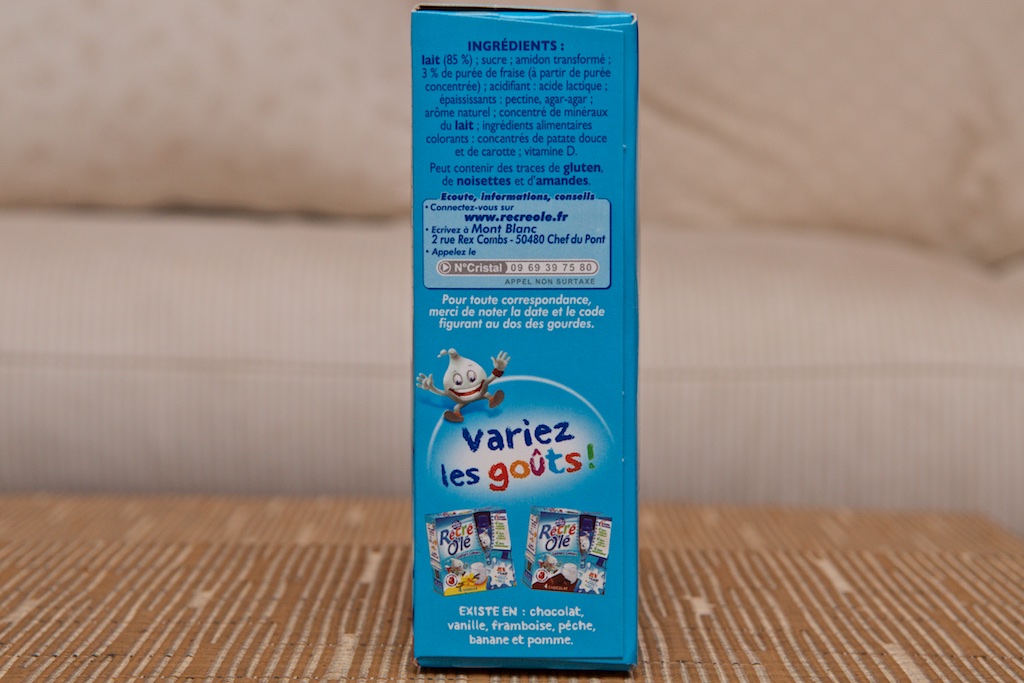 INGRÉDIENTS :
lait (85 %) ; sucre ; amidon transformé ;
3 % de purée de fraise (à partir de purée
concentrée) ; acidifiant : acide lactique ;
épaississants : pectine, agar-agar ;
arôme naturel ; concentré de minéraux
du lait ; ingrédients alimentaires
colorants : concentrés de patate douce
et de carotte ; vitamine D.
Peut contenir des traces de gluten,
de noisettes et d'amandes.
Ecoute, informations, conseils
• Connectez-vous sur
www.recreole.fr
• Ecrivez à Mont Blanc
2 rue Rex Combs - 50480 Chef du Pont
• Appelez le
N°Cristal 09 69 39 75 80
APPEL NON SURTAXE
Pour toute correspondance,
merci de noter la date et le code
figurant au dos des gourdes.
Variez
les goûts!
Récré Olé
Récré Olé
EXISTE EN : chocolat,
vanille, framboise, pêche,
banane et pomme.